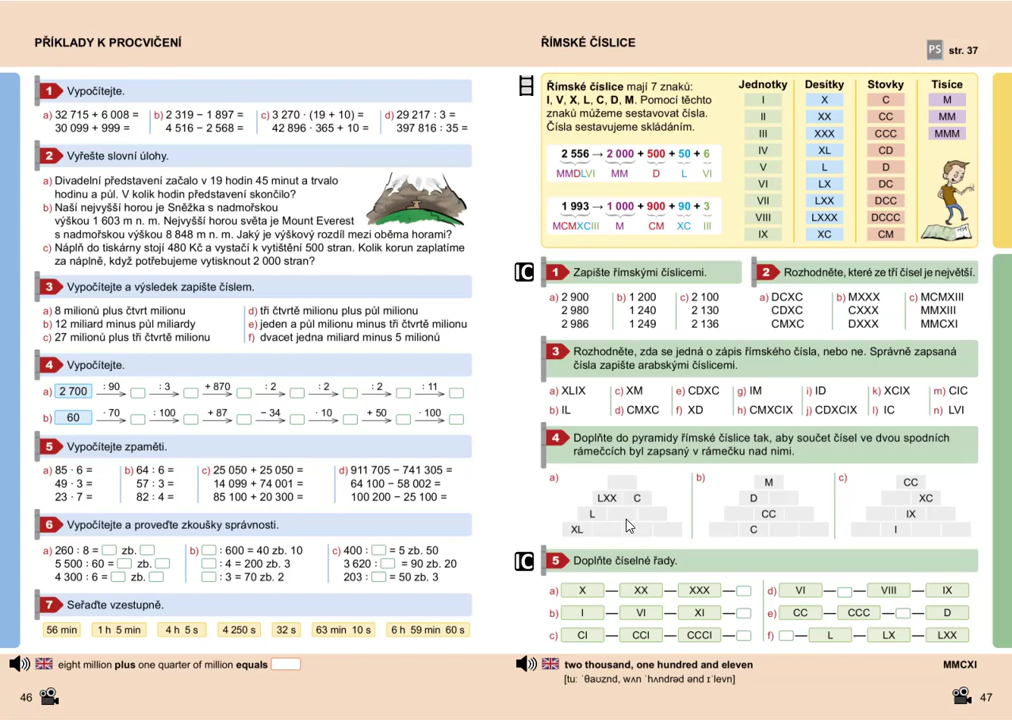 PŘÍKLADY K PROCVIČENÍ
1 Vypočítejte.
a) 32 715 + 6 008 = b) 2 319 − 1 897 = c) 3 270 · (19 + 10) = d) 29 217 : 3 =
30 099 + 999 = 4 516 − 2 568 = 42 896 · 365 + 10 = 397 816 : 35 =
2 Vyřešte slovní úlohy.
a) Divadelní představení začalo v 19 hodin 45 minut a trvalo
hodinu a půl. V kolik hodin představení skončilo?
b) Naší nejvyšší horou je Sněžka s nadmořskou
výškou 1 603 m n. m. Nejvyšší horou světa je Mount Everest
s nadmořskou výškou 8 848 m n. m. Jaký je výškový rozdíl mezi oběma horami?
c) Náplň do tiskárny stojí 480 Kč a vystačí k vytištění 500 stran. Kolik korun zaplatíme
za náplně, když potřebujeme vytisknout 2 000 stran?
3 Vypočítejte a výsledek zapište číslem.
a) 8 milionů plus čtvrt milionu d) tři čtvrtě milionu plus půl milionu
b) 12 miliard minus půl miliardy e) jeden a půl milionu minus tři čtvrtě milionu
c) 27 milionů plus tři čtvrtě milionu f) dvacet jedna miliard minus 5 milionů
4 Vypočítejte.
a) 2 700 : 90 : 3 + 870 : 2 : 2 : 2 : 11
b) 60 · 70 : 100 + 87 − 34 · 10 + 50 · 100
5 Vypočítejte zpaměti.
a) 85 · 6 = b) 64 : 6 = c) 25 050 + 25 050 = d) 911 705 − 741 305 =
49 · 3 = 57 : 3 = 14 099 + 74 001 = 64 100 − 58 002 =
23 · 7 = 82 : 4 = 85 100 + 20 300 = 100 200 − 25 100 =
6 Vypočítejte a proveďte zkoušky správnosti.
a) 260 : 8 = zb. b) : 600 = 40 zb. 10 c) 400 : = 5 zb. 50
5 500 : 60 = zb. : 4 = 200 zb. 3 3 620 : = 90 zb. 20
4 300 : 6 = zb. : 3 = 70 zb. 2 203 : = 50 zb. 3
7 Seřaďte vzestupně.
56 min 1 h 5 min 4 h 5 s 4 250 s 32 s 63 min 10 s 6 h 59 min 60 s
eight million plus one quarter of million equals
46
ŘÍMSKÉ ČÍSLICE
PS str. 37
Římské číslice mají 7 znaků:
I, V, X, L, C, D, M. Pomocí těchto
znaků můžeme sestavovat čísla.
Čísla sestavujeme skládáním.
2 556 → 2 000 + 500 + 50 + 6
MMDLVI MM D L VI
1 993 → 1 000 + 900 + 90 + 3
MCMXCIII M CM XC III
Jednotky Desítky Stovky Tisíce
I X C M
II XX CC MM
III XXX CCC MMM
IV XL CD
V L D
VI LX DC
VII LXX DCC
VIII LXXX DCCC
IX XC CM
1 Zapište římskými číslicemi.
a) 2 900 b) 1 200 c) 2 100
2 980 1 240 2 130
2 986 1 249 2 136
2 Rozhodněte, které ze tří čísel je největší.
a) DCXC b) MXXX c) MCMXIII
CDXC CXXX MMXIII
CMXC DXXX MMCXI
3 Rozhodněte, zda se jedná o zápis římského čísla, nebo ne. Správně zapsaná
čísla zapište arabskými číslicemi.
a) XLIX c) XM e) CDXC g) IM i) ID k) XCIX m) CIC
b) IL d) CMXC f) XD h) CMXCIX j) CDXCIX l) IC n) LVI
4 Doplňte do pyramidy římské číslice tak, aby součet čísel ve dvou spodních
rámečcích byl zapsaný v rámečku nad nimi.
a) b) M c) CC
LXX C D XC
L CC IX
XL C I
5 Doplňte číselné řady.
a) X XX XXX d) VI VIII IX
b) I VI XI e) CC CCC D
c) CI CCI CCCI f) L LX LXX
two thousand, one hundred and eleven MMCXI
[tuː ˈθaʊznd, wʌn ˈhʌndrəd ənd ɪˈlevn]
47